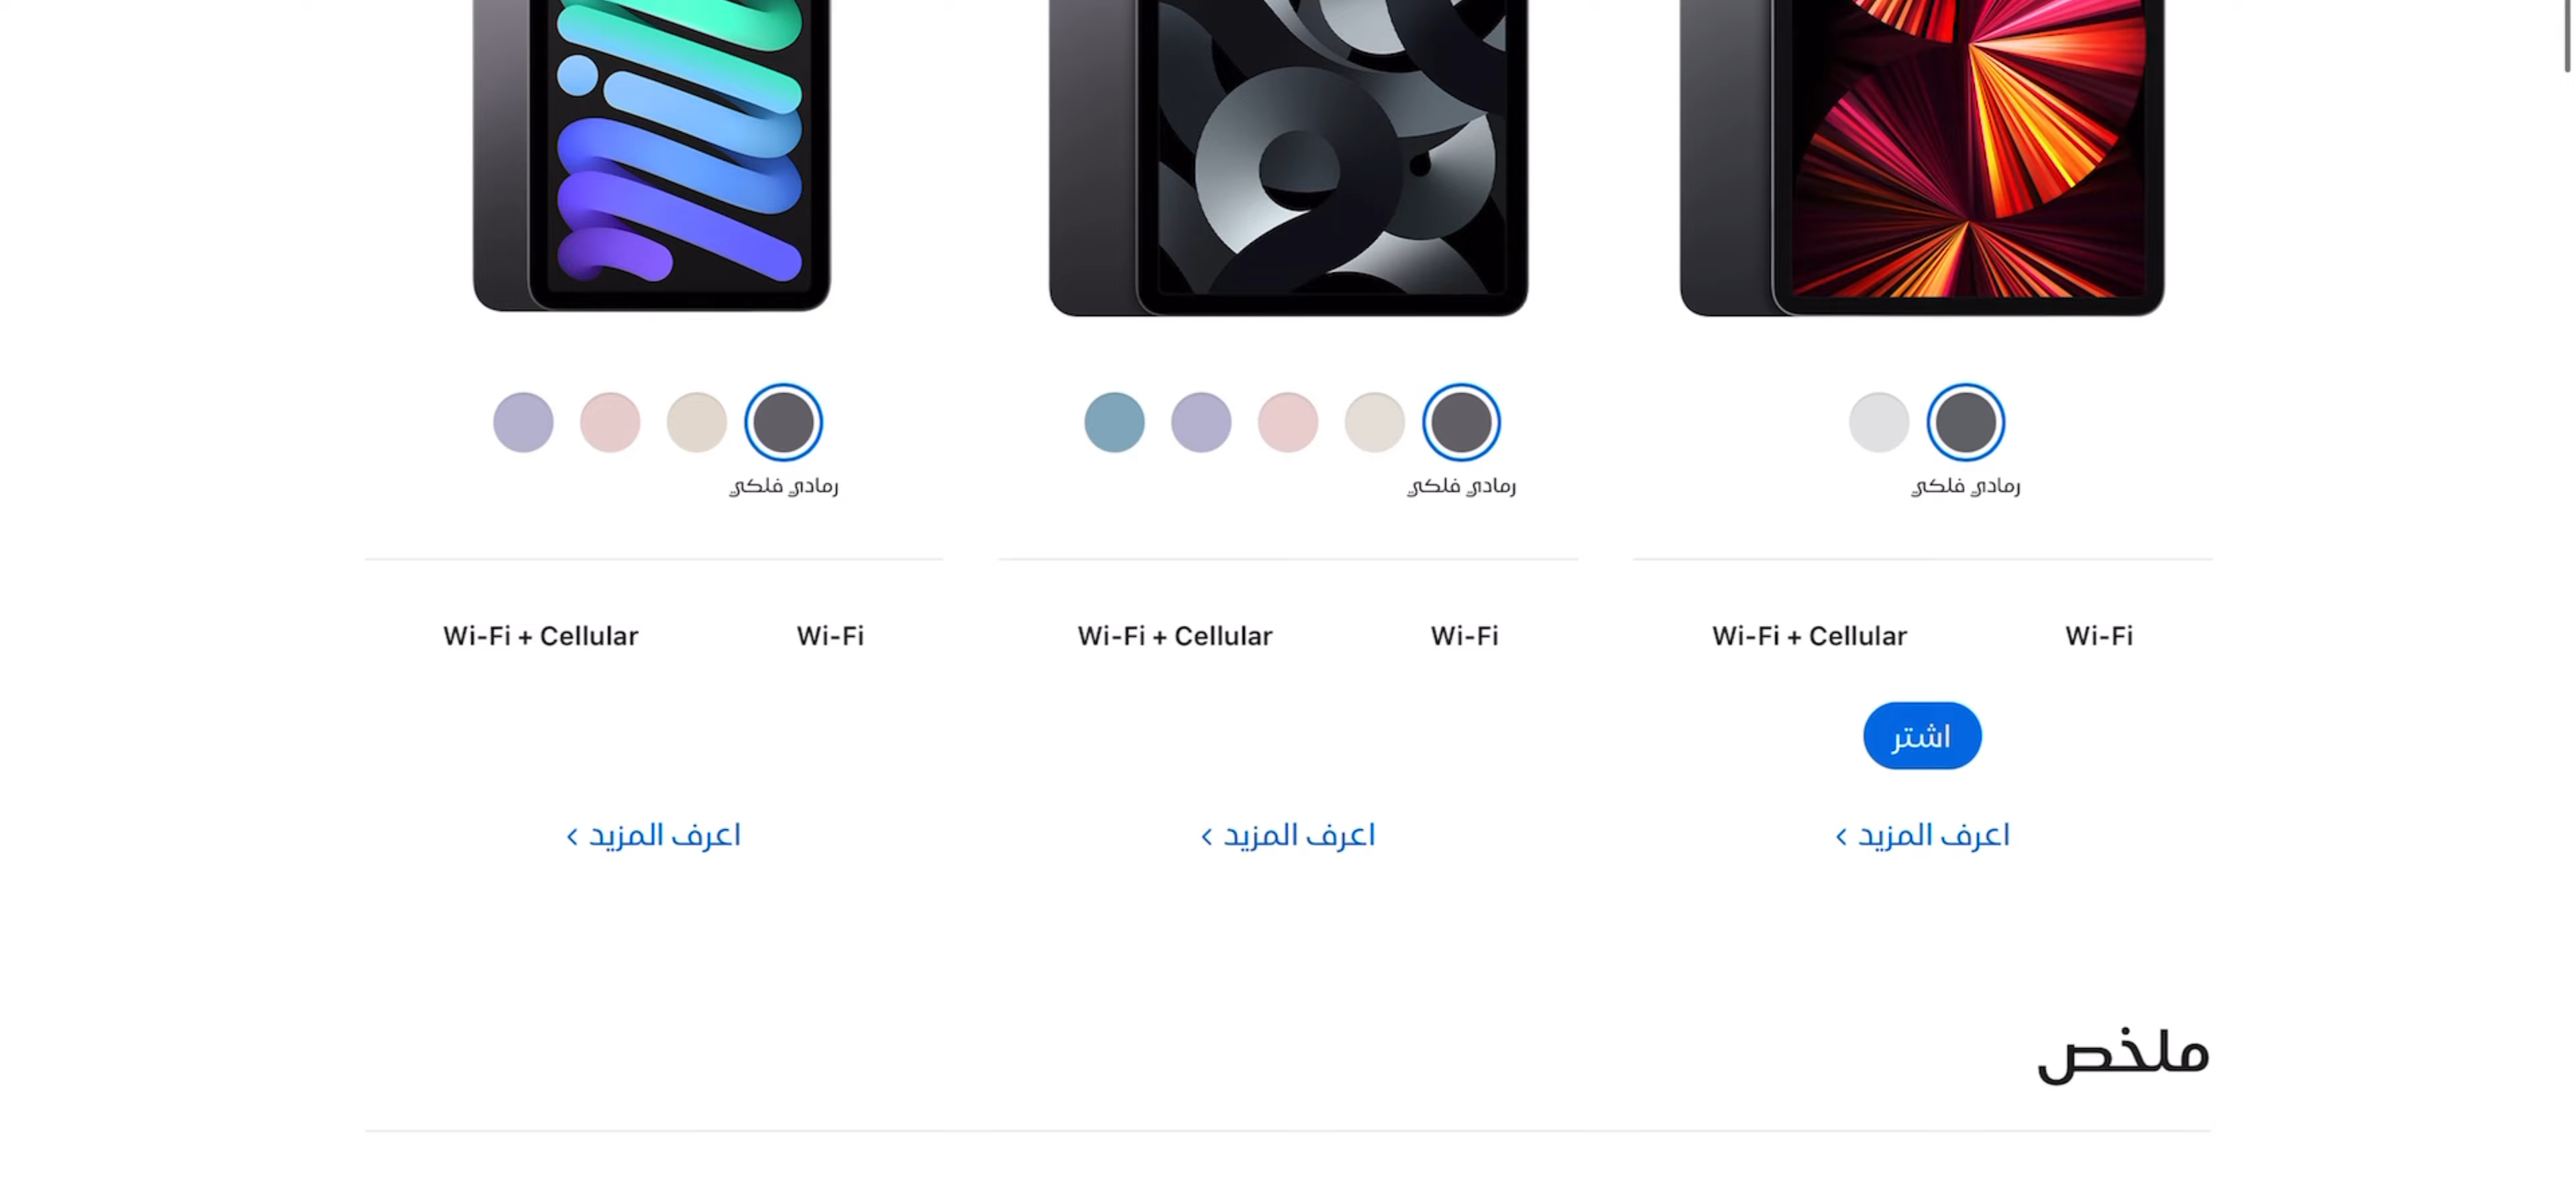 رمادي فلكي
رمادي فلكي
رمادي فلكي
Wi-Fi
Wi-Fi + Cellular
Wi-Fi
Wi-Fi + Cellular
Wi-Fi
Wi-Fi + Cellular
اشتر
اعرف المزيد >
اعرف المزيد >
اعرف المزيد >
ملخص